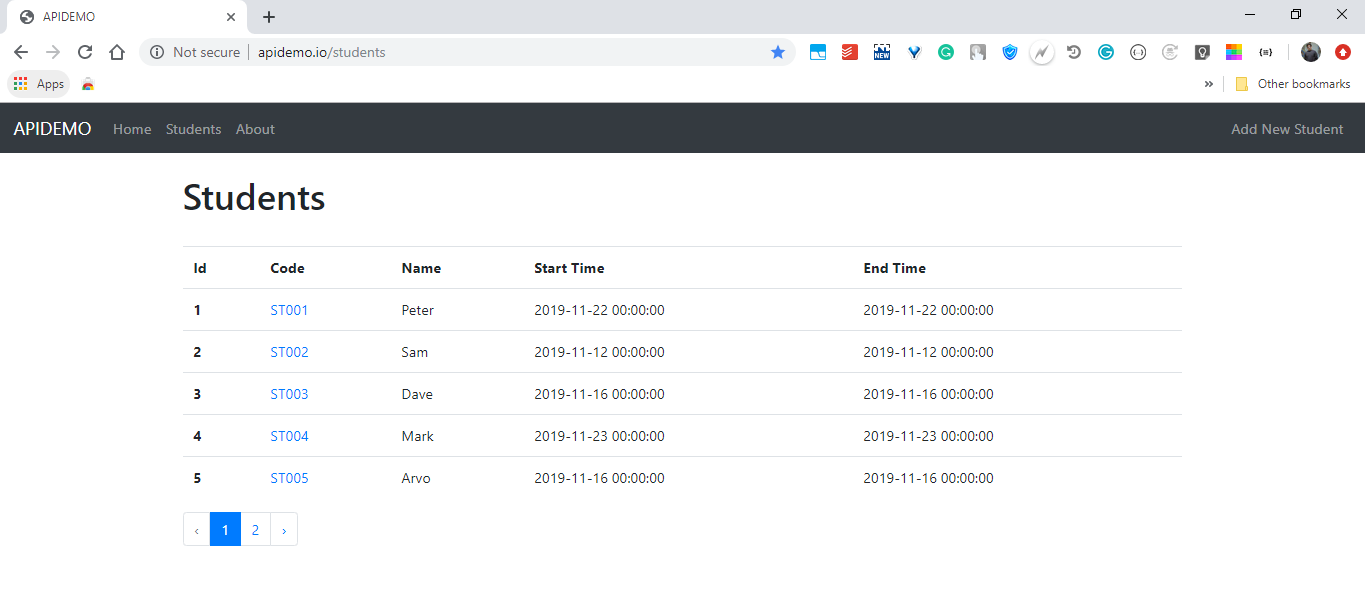 APIDEMO
Not secure apidemo.io/students
NEW
Apps » Other bookmarks
APIDEMO Home Students About Add New Student
Students
Id Code Name Start Time End Time
1 ST001 Peter 2019-11-22 00:00:00 2019-11-22 00:00:00
2 ST002 Sam 2019-11-12 00:00:00 2019-11-12 00:00:00
3 ST003 Dave 2019-11-16 00:00:00 2019-11-16 00:00:00
4 ST004 Mark 2019-11-23 00:00:00 2019-11-23 00:00:00
5 ST005 Arvo 2019-11-16 00:00:00 2019-11-16 00:00:00
‹ 1 2 ›